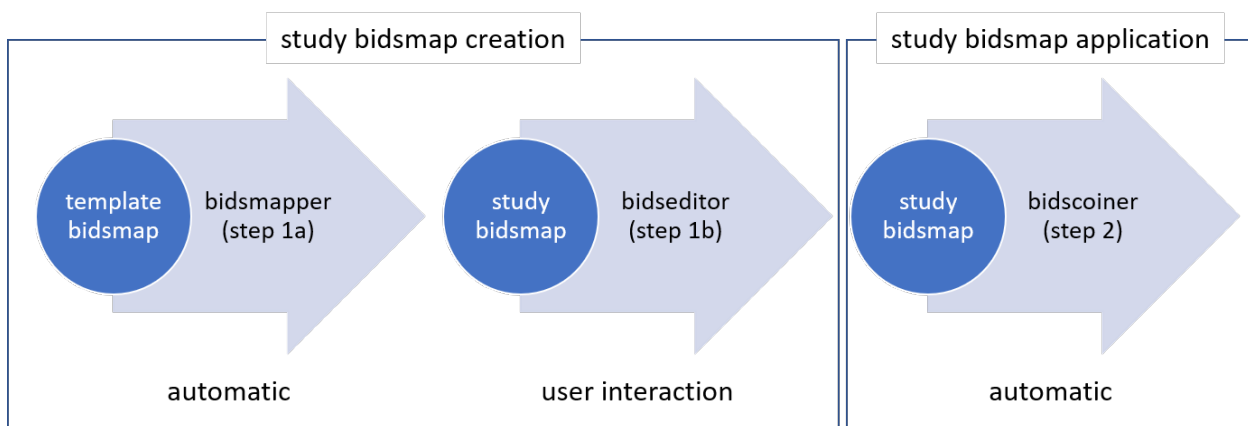 study bidsmap creation
study bidsmap application
template
bidsmap
bidsmapper
(step 1a)
study
bidsmap
bidseditor
(step 1b)
study
bidsmap
bidscoiner
(step 2)
automatic
user interaction
automatic